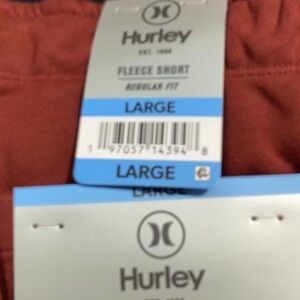 Hurley
EST. 1999
FLEECE SHORT
REGULAR FIT
LARGE
1 97057 14394 8
LARGE
LARGE
Hurley